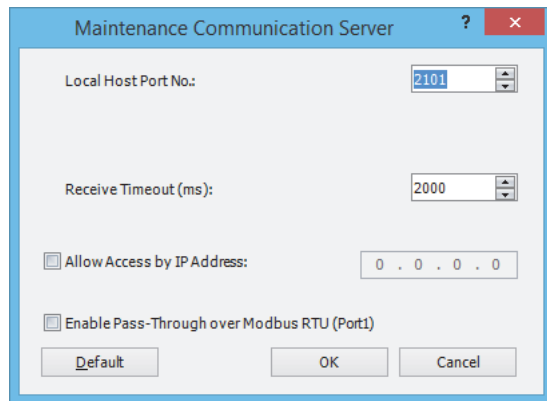 Maintenance Communication Server ? ×
Local Host Port No.: 2101
Receive Timeout (ms): 2000
Allow Access by IP Address: 0 . 0 . 0 . 0
Enable Pass-Through over Modbus RTU (Port1)
Default OK Cancel